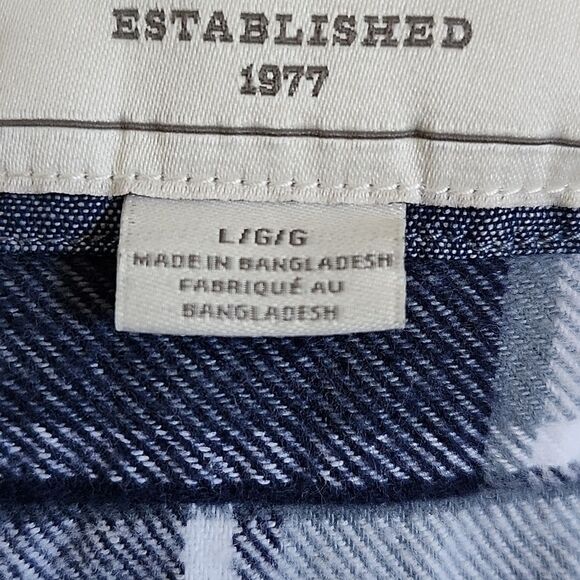 ESTABLISHED
1977
L/G/G
MADE IN BANGLADESH
FABRIQUÉ AU
BANGLADESH